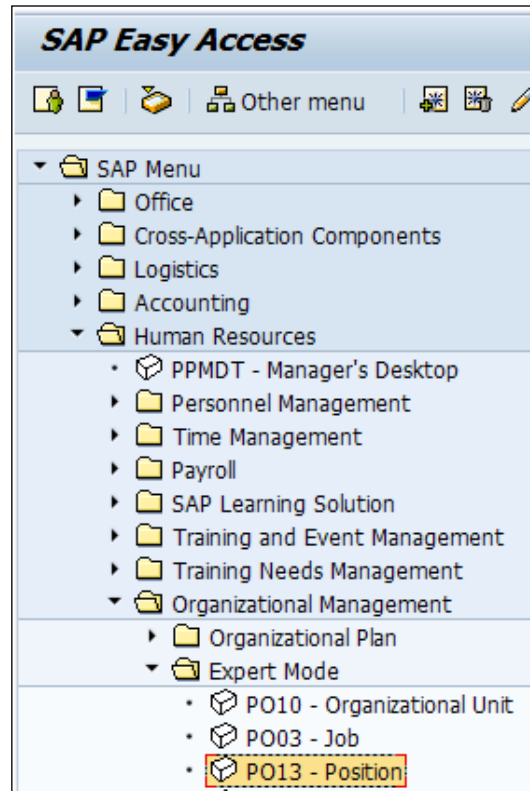 SAP Easy Access
Other menu
SAP Menu
Office
Cross-Application Components
Logistics
Accounting
Human Resources
PPMDT - Manager's Desktop
Personnel Management
Time Management
Payroll
SAP Learning Solution
Training and Event Management
Training Needs Management
Organizational Management
Organizational Plan
Expert Mode
PO10 - Organizational Unit
PO03 - Job
PO13 - Position